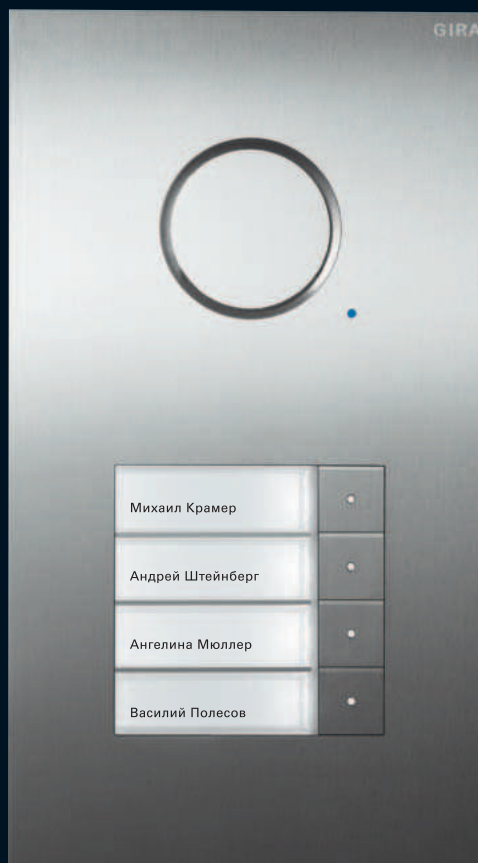 GIRA
Михаил Крамер
Андрей Штейнберг
Ангелина Мюллер
Василий Полесов